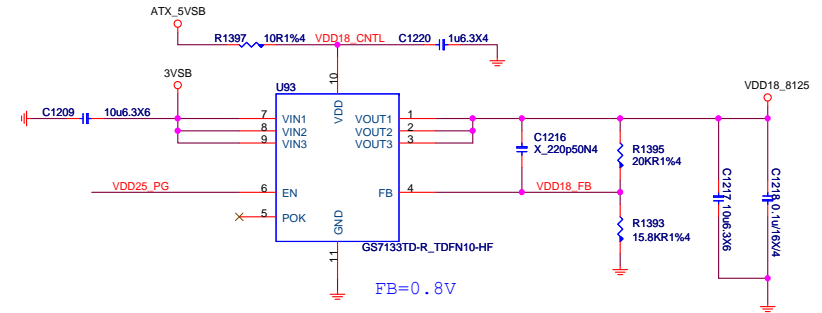 ATX_5VSB
R1397 10R1%4 VDD18_CNTL C1220 1u6.3X4
3VSB
10
U93
VDD
VDD18_8125
C1209 10u6.3X6
7 VIN1 VOUT1 1
8 VIN2 VOUT2 2
9 VIN3 VOUT3 3
C1216
X_220p50N4
R1395
20KR1%4
VDD25_PG 6 EN FB 4 VDD18_FB
C1217 10u6.3X6
C1218 0.1u/16X/4
5 POK
GND
R1393
15.8KR1%4
11
GS7133TD-R_TDFN10-HF
FB=0.8V